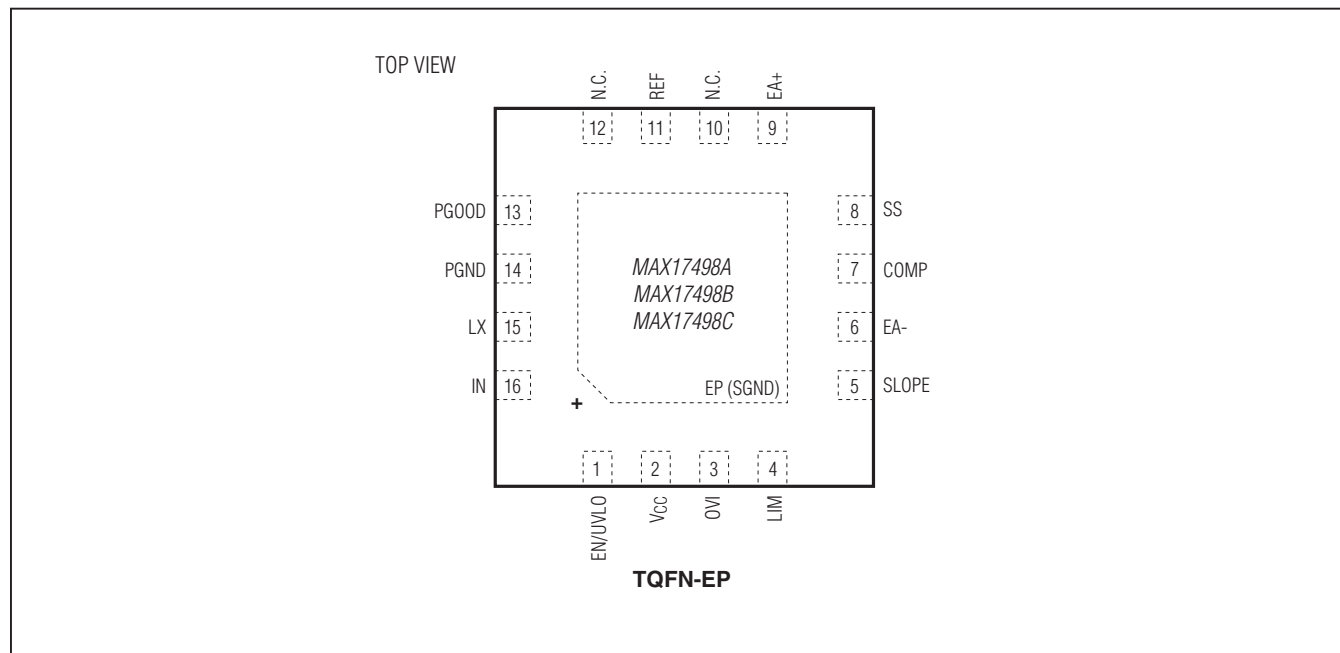 TOP VIEW
N.C.
REF
N.C.
EA+
12
11
10
9
PGOOD 13
8 SS
PGND 14
7 COMP
LX 15
6 EA-
IN 16
5 SLOPE
MAX17498A
MAX17498B
MAX17498C
EP (SGND)
+
1
2
3
4
EN/UVLO
VCC
OVI
LIM
TQFN-EP